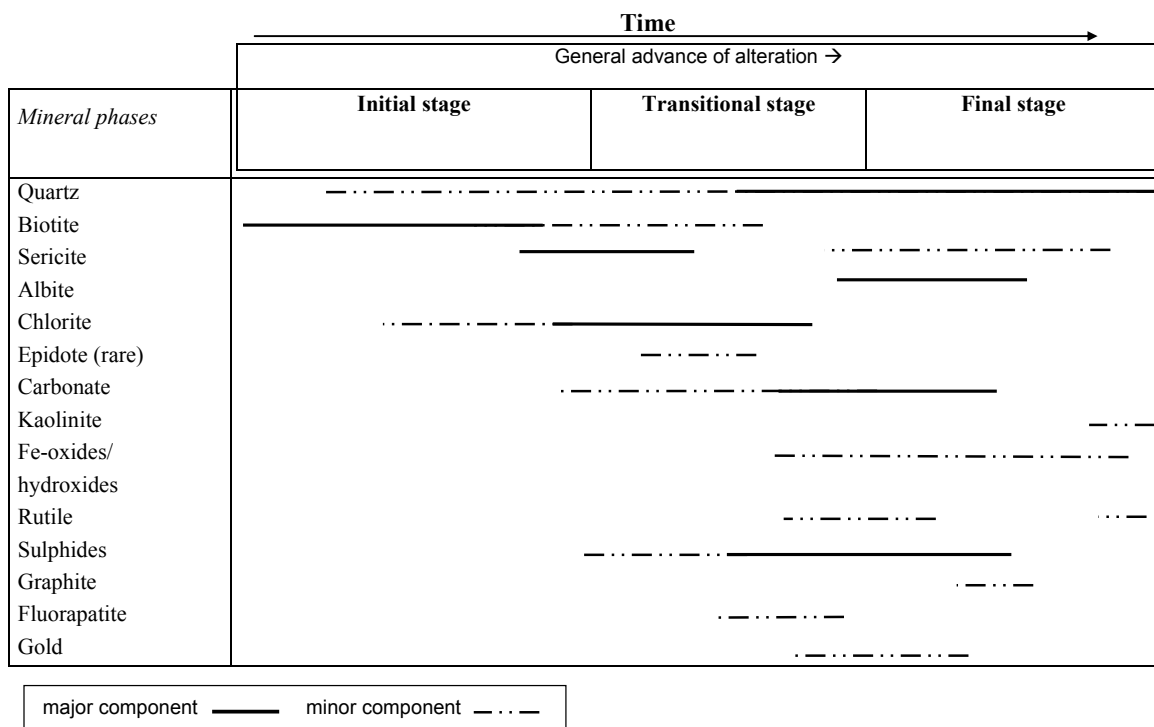 Time
General advance of alteration →
Mineral phases
Initial stage
Transitional stage
Final stage
Quartz
Biotite
Sericite
Albite
Chlorite
Epidote (rare)
Carbonate
Kaolinite
Fe-oxides/
hydroxides
Rutile
Sulphides
Graphite
Fluorapatite
Gold
major component
minor component